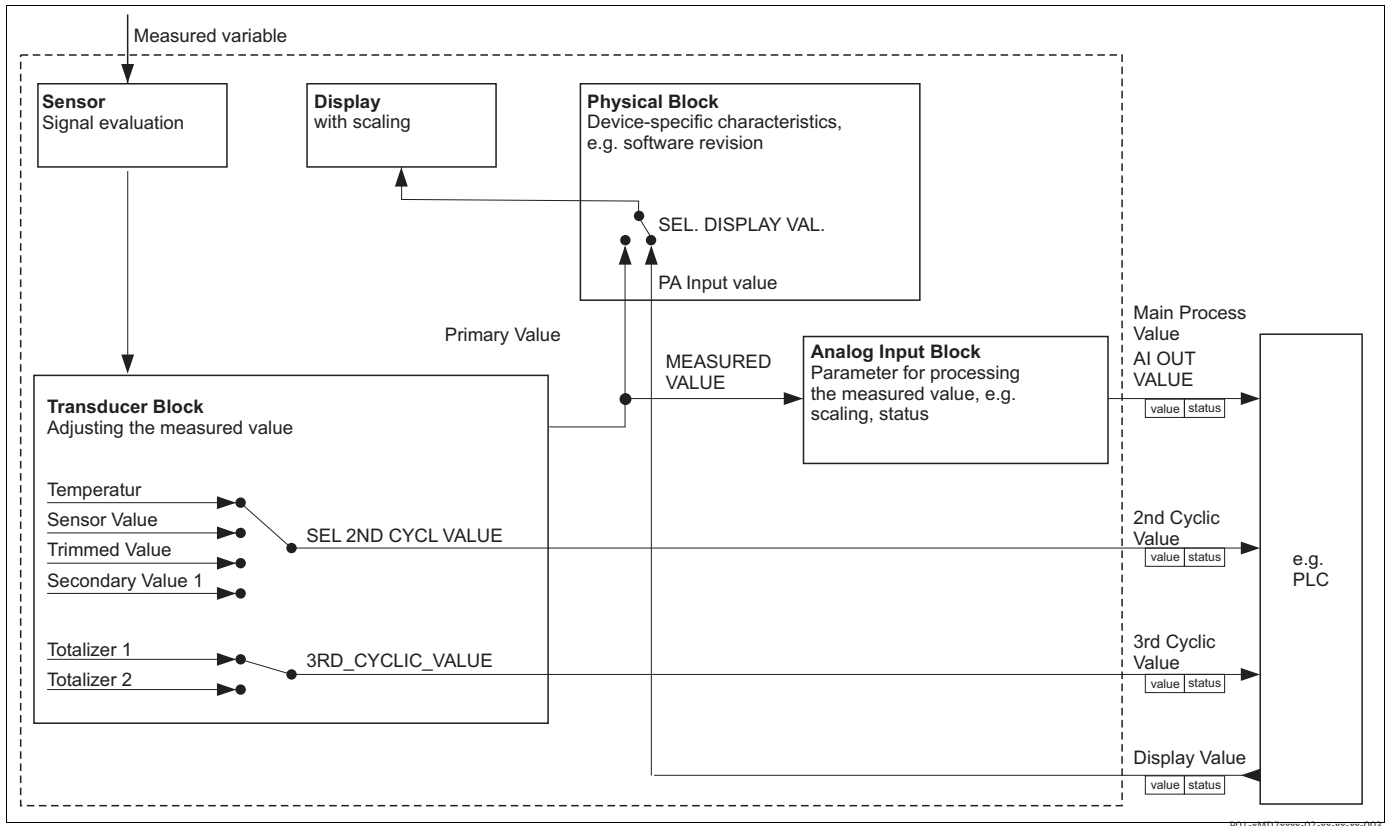 Measured variable
Sensor
Signal evaluation
Display
with scaling
Physical Block
Device-specific characteristics,
e.g. software revision
SEL. DISPLAY VAL.
PA Input value
Primary Value
MEASURED
VALUE
Analog Input Block
Parameter for processing
the measured value, e.g.
scaling, status
Main Process
Value
AI OUT
VALUE
value status
Transducer Block
Adjusting the measured value
Temperatur
Sensor Value
Trimmed Value
Secondary Value 1
SEL 2ND CYCL VALUE
2nd Cyclic
Value
value status
e.g.
PLC
Totalizer 1
Totalizer 2
3RD_CYCLIC_VALUE
3rd Cyclic
Value
value status
Display Value
value status